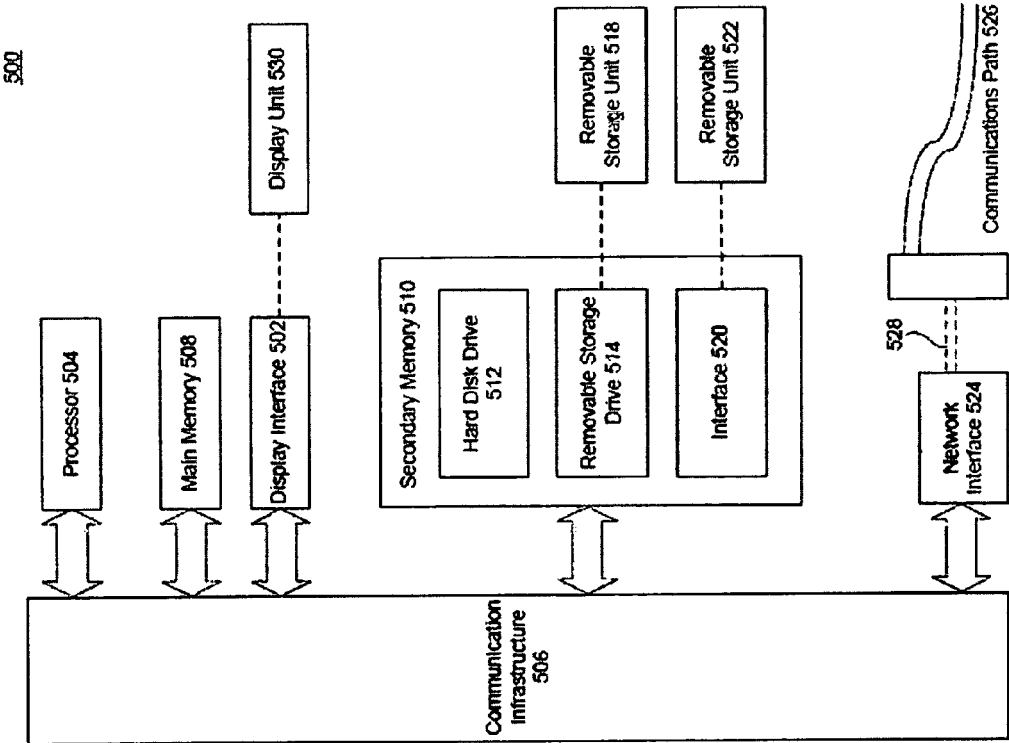 500
Processor 504
Main Memory 508
Display Interface 502
Display Unit 530
Secondary Memory 510
Hard Disk Drive
512
Removable Storage
Drive 514
Interface 520
Removable
Storage Unit 518
Removable
Storage Unit 522
Communication
Infrastructure
506
528
Network
Interface 524
Communications Path 526